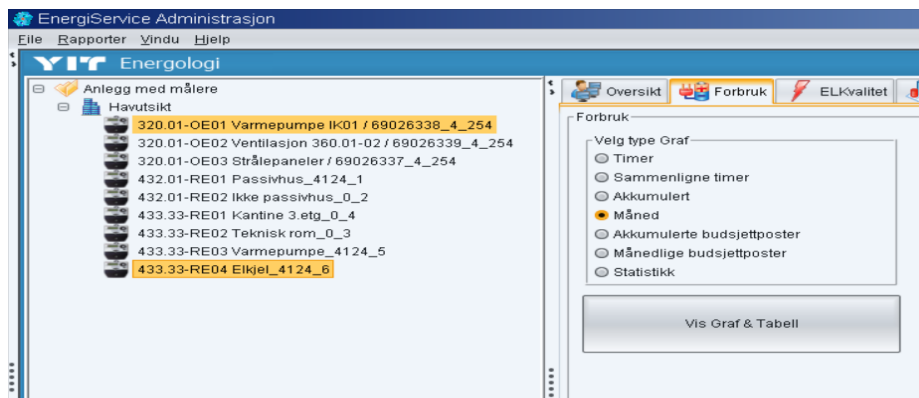 EnergiService Administrasjon
File Rapporter Vindu Hjelp
YIT Energologi
Anlegg med målere
Havutsikt
320.01-OE01 Varmepumpe IK01 / 69026338_4_254
320.01-OE02 Ventilasjon 360.01-02 / 69026339_4_254
320.01-OE03 Strålepaneler / 69026337_4_254
432.01-RE01 Passivhus_4124_1
432.01-RE02 Ikke passivhus_0_2
433.33-RE01 Kantine 3.etg_0_4
433.33-RE02 Teknisk rom_0_3
433.33-RE03 Varmepumpe_4124_5
433.33-RE04 Elkjel_4124_6
Oversikt Forbruk ELKvalitet
Forbruk
Velg type Graf
Timer
Sammenligne timer
Akkumulert
Måned
Akkumulerte budsjettposter
Månedlige budsjettposter
Statistikk
Vis Graf & Tabell